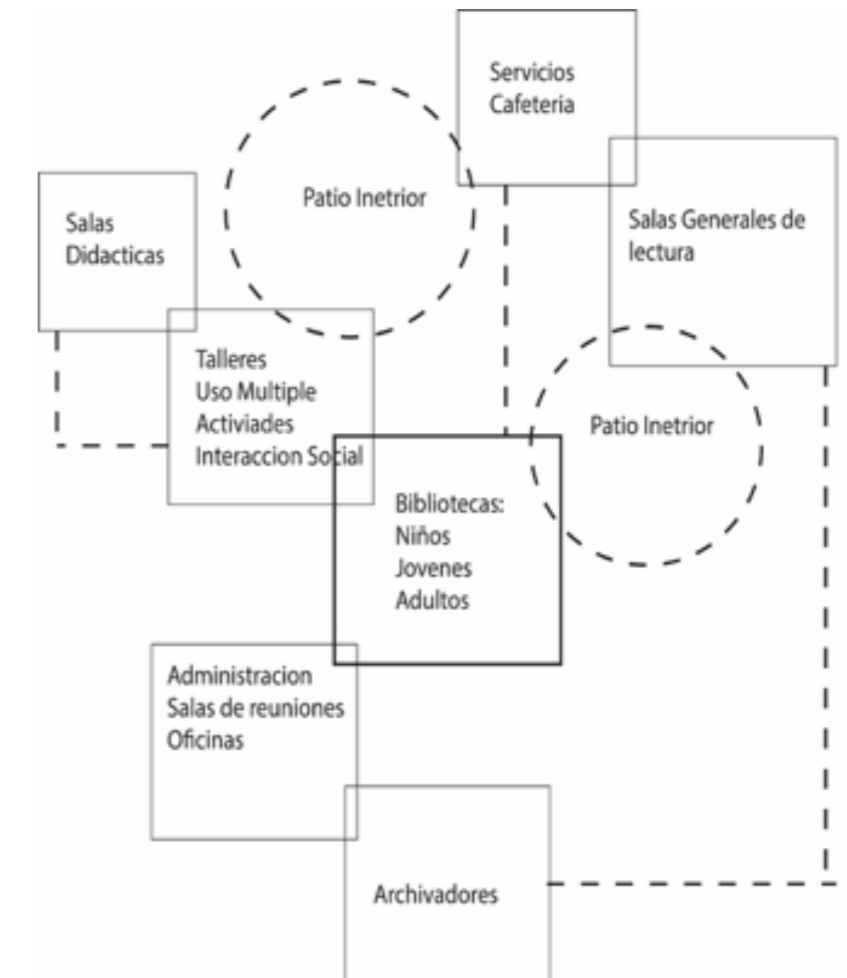 Servicios
Cafeteria
Patio Inetrior
Salas Generales de
lectura
Salas
Didacticas
Talleres
Uso Multiple
Activiades
Interaccion Social
Patio Inetrior
Bibliotecas:
Niños
Jovenes
Adultos
Administracion
Salas de reuniones
Oficinas
Archivadores